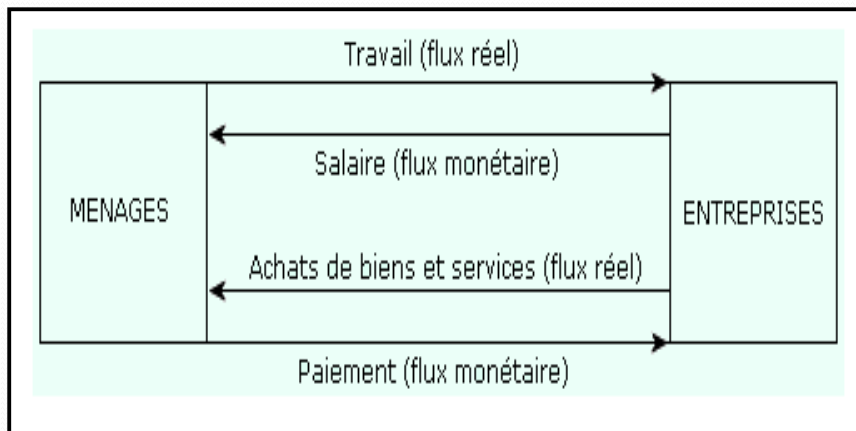 Travail (flux réel)
Salaire (flux monétaire)
MENAGES
ENTREPRISES
Achats de biens et services (flux réel)
Paiement (flux monétaire)